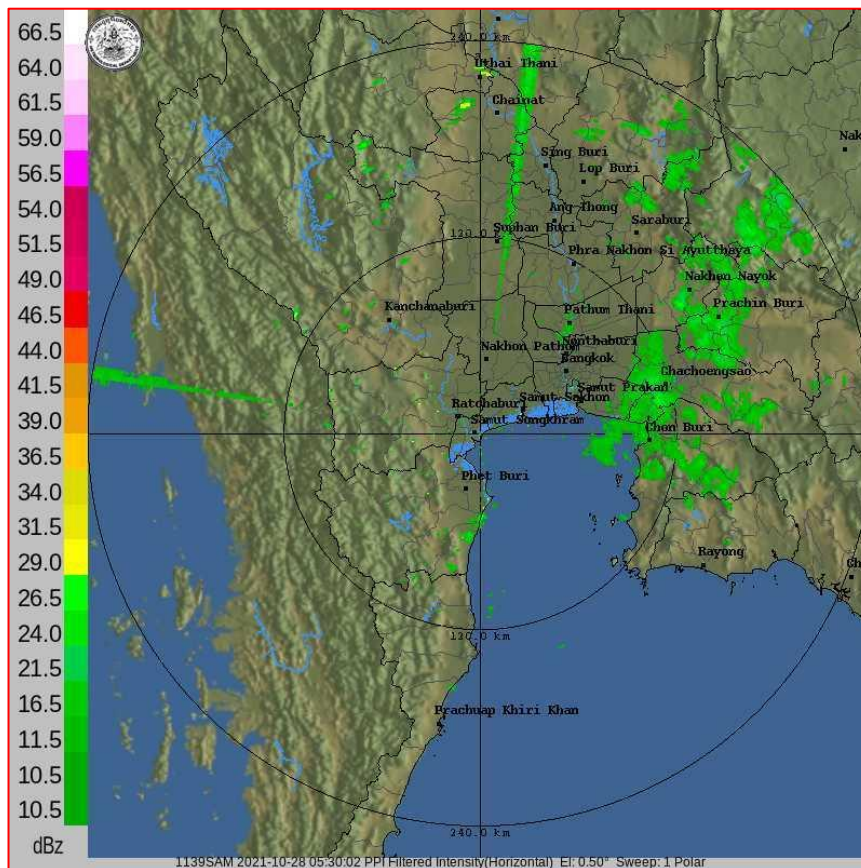 66.5
64.0
61.5
59.0
56.5
54.0
51.5
49.0
46.5
44.0
41.5
39.0
36.5
34.0
31.5
29.0
26.5
24.0
21.5
16.5
11.5
10.5
10.5
dBz
240.0 km
Uthai Thani
Chainat
Nak
Sing Buri
Lop Buri
Ang Thong
Saraburi
Suphan Buri
120.0 km
Phra Nakhon Si Ayutthaya
Nakhon Nayok
Kanchanaburi
Pathum Thani
Prachin Buri
Nonthaburi
Nakhon Pathom
Bangkok
Chachoengsao
Samut Prakan
Samut Sakhon
Ratchaburi
Samut Songkhram
Chon Buri
Phet Buri
Rayong
Ch
120.0 km
Prachuap Khiri Khan
240.0 km
1139SAM 2021-10-28 05:30:02 PPI Filtered Intensity(Horizontal) El: 0.50° Sweep: 1 Polar